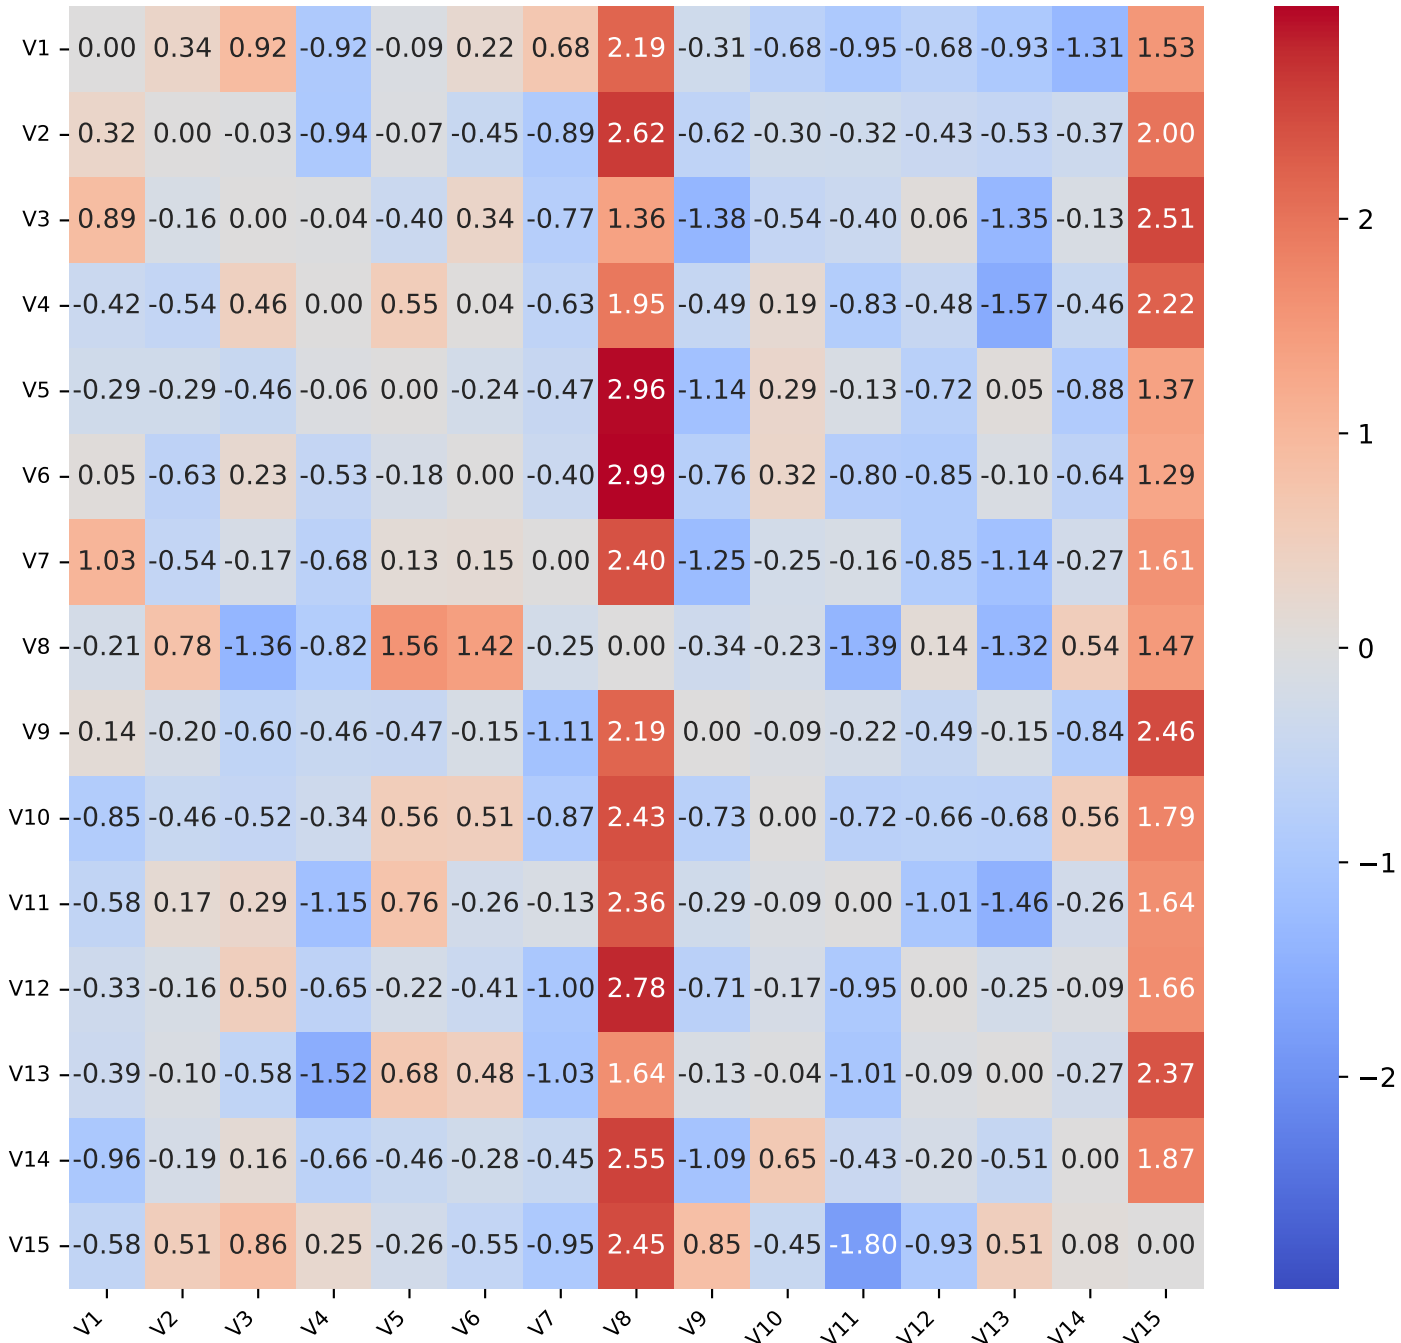 V1 0.00 0.34 0.92 -0.92 -0.09 0.22 0.68 2.19 -0.31 -0.68 -0.95 -0.68 -0.93 -1.31 1.53
V2 0.32 0.00 -0.03 -0.94 -0.07 -0.45 -0.89 2.62 -0.62 -0.30 -0.32 -0.43 -0.53 -0.37 2.00
V3 0.89 -0.16 0.00 -0.04 -0.40 0.34 -0.77 1.36 -1.38 -0.54 -0.40 0.06 -1.35 -0.13 2.51
2
V4 -0.42 -0.54 0.46 0.00 0.55 0.04 -0.63 1.95 -0.49 0.19 -0.83 -0.48 -1.57 -0.46 2.22
V5 -0.29 -0.29 -0.46 -0.06 0.00 -0.24 -0.47 2.96 -1.14 0.29 -0.13 -0.72 0.05 -0.88 1.37
1
V6 0.05 -0.63 0.23 -0.53 -0.18 0.00 -0.40 2.99 -0.76 0.32 -0.80 -0.85 -0.10 -0.64 1.29
V7 1.03 -0.54 -0.17 -0.68 0.13 0.15 0.00 2.40 -1.25 -0.25 -0.16 -0.85 -1.14 -0.27 1.61
V8 -0.21 0.78 -1.36 -0.82 1.56 1.42 -0.25 0.00 -0.34 -0.23 -1.39 0.14 -1.32 0.54 1.47
0
V9 0.14 -0.20 -0.60 -0.46 -0.47 -0.15 -1.11 2.19 0.00 -0.09 -0.22 -0.49 -0.15 -0.84 2.46
V10 -0.85 -0.46 -0.52 -0.34 0.56 0.51 -0.87 2.43 -0.73 0.00 -0.72 -0.66 -0.68 0.56 1.79
−1
V11 -0.58 0.17 0.29 -1.15 0.76 -0.26 -0.13 2.36 -0.29 -0.09 0.00 -1.01 -1.46 -0.26 1.64
V12 -0.33 -0.16 0.50 -0.65 -0.22 -0.41 -1.00 2.78 -0.71 -0.17 -0.95 0.00 -0.25 -0.09 1.66
V13 -0.39 -0.10 -0.58 -1.52 0.68 0.48 -1.03 1.64 -0.13 -0.04 -1.01 -0.09 0.00 -0.27 2.37
−2
V14 -0.96 -0.19 0.16 -0.66 -0.46 -0.28 -0.45 2.55 -1.09 0.65 -0.43 -0.20 -0.51 0.00 1.87
V15 -0.58 0.51 0.86 0.25 -0.26 -0.55 -0.95 2.45 0.85 -0.45 -1.80 -0.93 0.51 0.08 0.00
V1 V2 V3 V4 V5 V6 V7 V8 V9 V10 V11 V12 V13 V14 V15